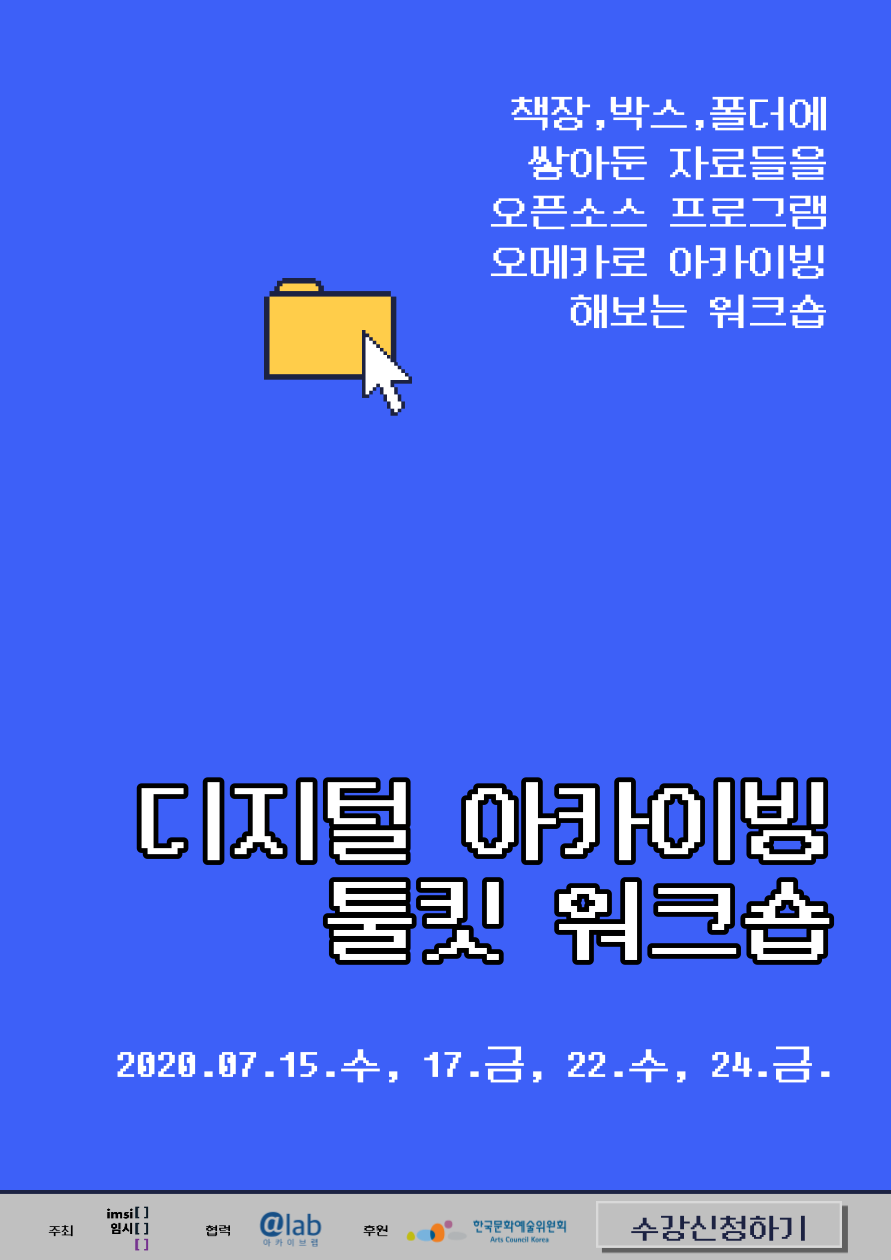 책장,박스,폴더에
쌓아둔 자료들을
오픈소스 프로그램
오메카로 아카이빙
해보는 워크숍
디지털 아카이빙
툴킷 워크숍
2020.07.15.수, 17.금, 22.수, 24.금.
주최
imsi[ ]
임시[ ]
[ ]
협력
@lab
아카이브랩
후원
한국문화예술위원회
Arts Council Korea
수강신청하기